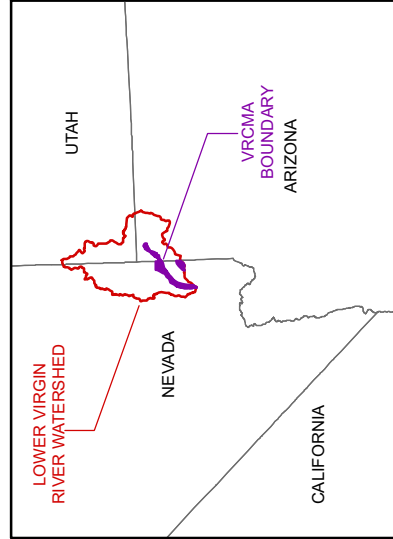 UTAH
VRCMA
BOUNDARY
ARIZONA
LOWER VIRGIN
RIVER WATERSHED
NEVADA
CALIFORNIA